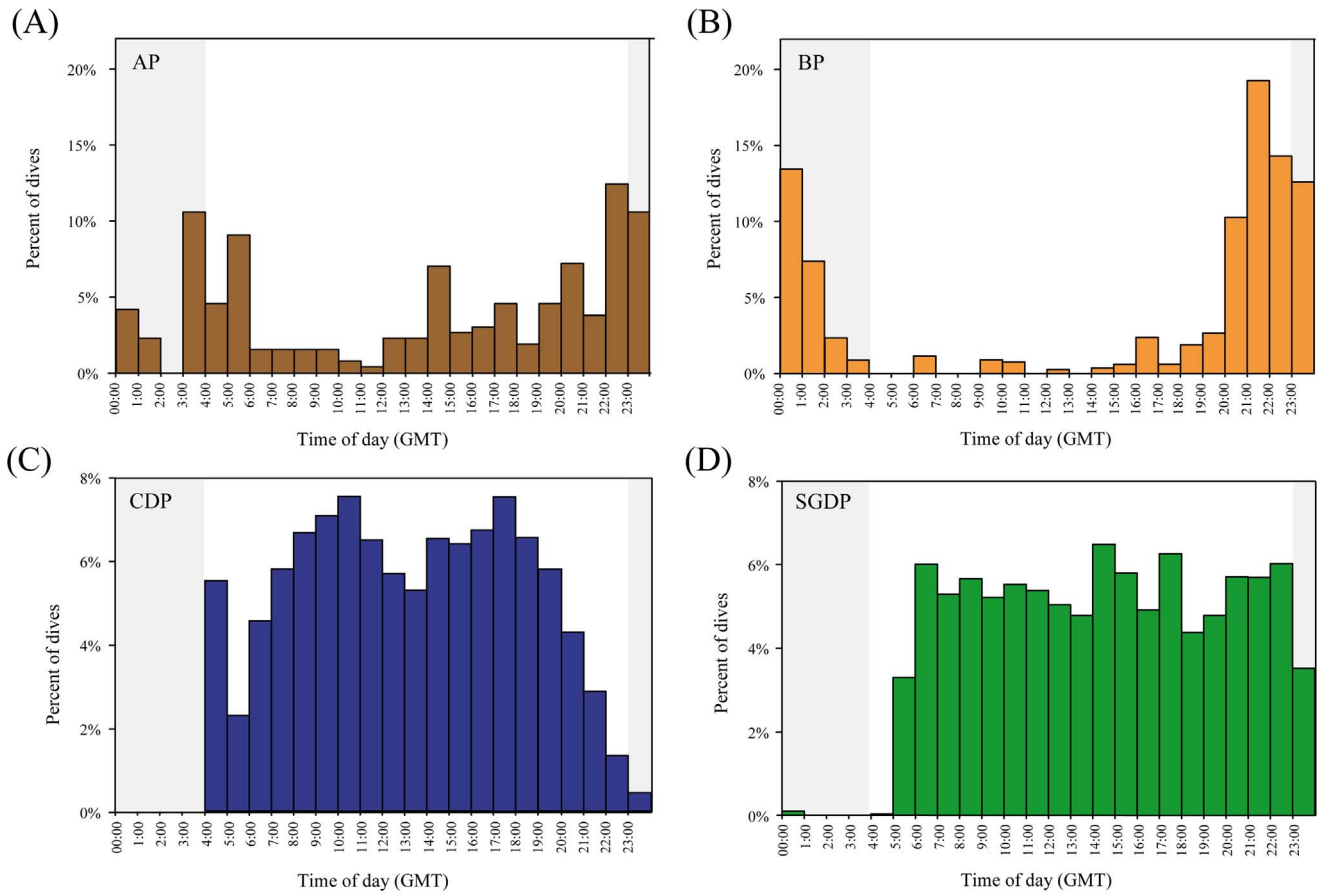 (A)
AP
Percent of dives
20%
15%
10%
5%
0%
00:00 1:00 2:00 3:00 4:00 5:00 6:00 7:00 8:00 9:00 10:00 11:00 12:00 13:00 14:00 15:00 16:00 17:00 18:00 19:00 20:00 21:00 22:00 23:00
Time of day (GMT)
(B)
BP
Percent of dives
20%
15%
10%
5%
0%
00:00 1:00 2:00 3:00 4:00 5:00 6:00 7:00 8:00 9:00 10:00 11:00 12:00 13:00 14:00 15:00 16:00 17:00 18:00 19:00 20:00 21:00 22:00 23:00
Time of day (GMT)
(C)
CDP
Percent of dives
8%
6%
4%
2%
0%
00:00 1:00 2:00 3:00 4:00 5:00 6:00 7:00 8:00 9:00 10:00 11:00 12:00 13:00 14:00 15:00 16:00 17:00 18:00 19:00 20:00 21:00 22:00 23:00
Time of day (GMT)
(D)
SGDP
Percent of dives
8%
6%
4%
2%
0%
00:00 1:00 2:00 3:00 4:00 5:00 6:00 7:00 8:00 9:00 10:00 11:00 12:00 13:00 14:00 15:00 16:00 17:00 18:00 19:00 20:00 21:00 22:00 23:00
Time of day (GMT)